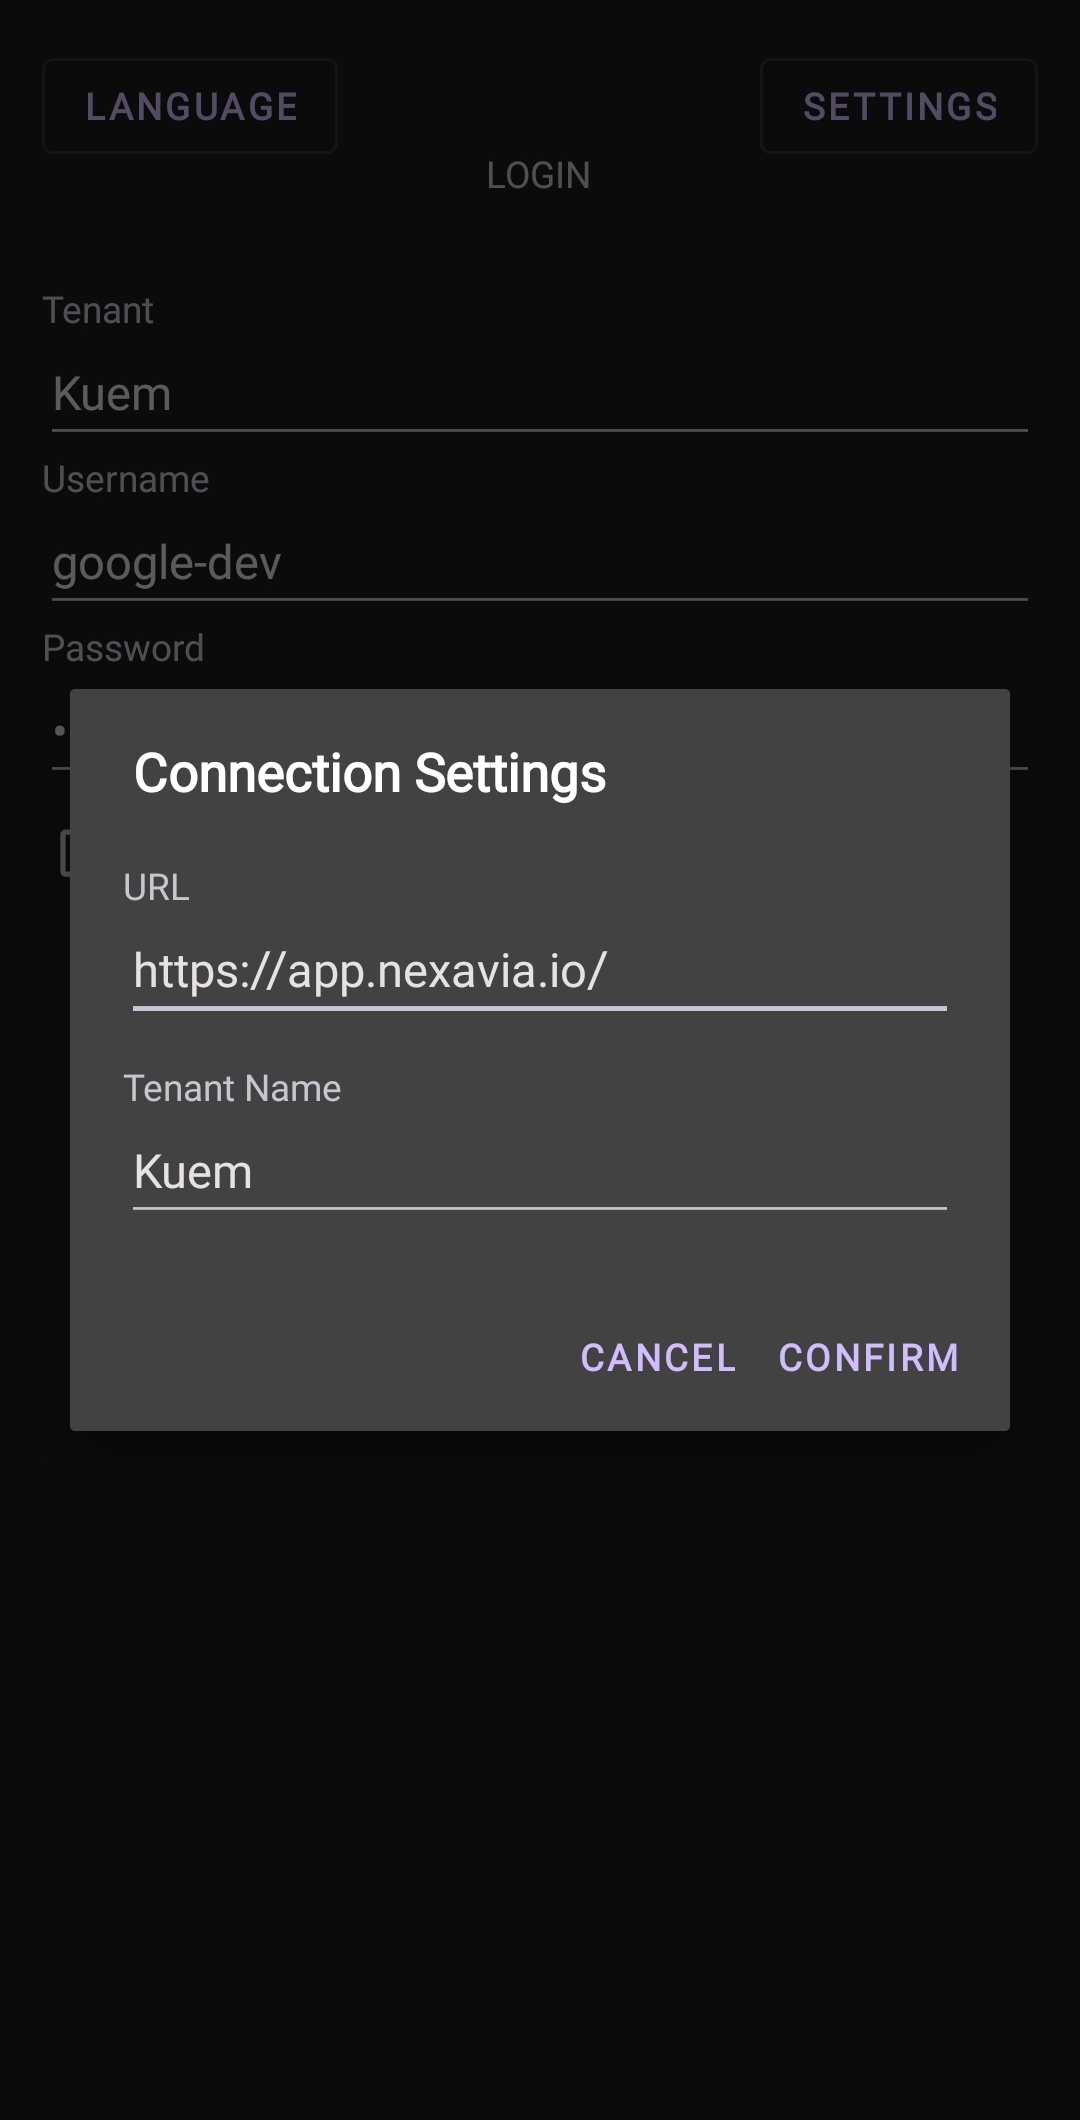 LANGUAGE
SETTINGS
LOGIN
Tenant
Kuem
Username
google-dev
Password
Connection Settings
URL
https://app.nexavia.io/
Tenant Name
Kuem
CANCEL
CONFIRM